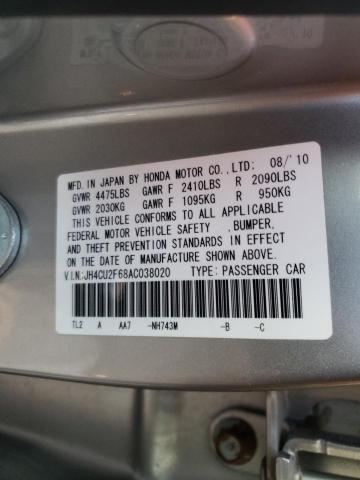 MFD. IN JAPAN BY HONDA MOTOR CO., LTD: 08/'10
GVWR 4475LBS GAWR F 2410LBS R 2090LBS
GVWR 2030KG GAWR F 1095KG R 950KG
THIS VEHICLE CONFORMS TO ALL APPLICABLE
FEDERAL MOTOR VEHICLE SAFETY ,BUMPER,
AND THEFT PREVENTION STANDARDS IN EFFECT
ON THE DATE OF MANUFACTURE SHOWN ABOVE.
V.I.N:JH4CU2F68AC038020 TYPE: PASSENGER CAR
TL2 A AA7 -NH743M -B -C